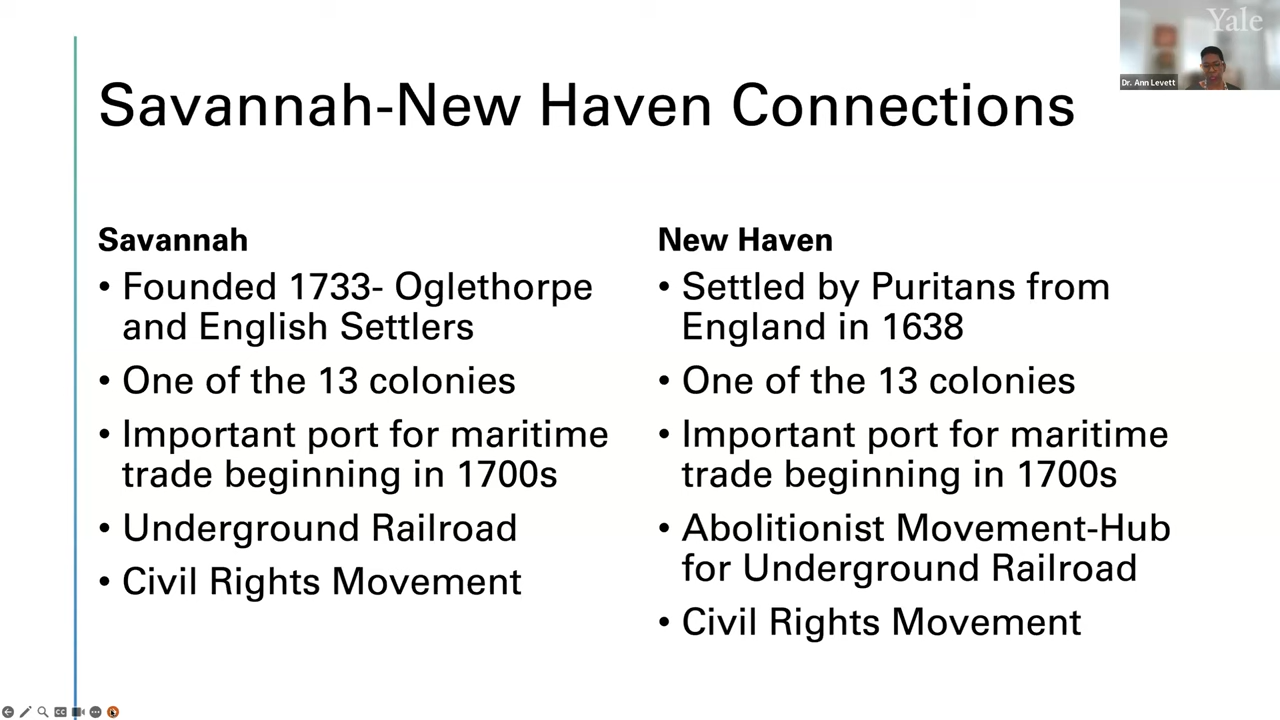 Yale
Dr. Ann Levett
Savannah-New Haven Connections
Savannah
• Founded 1733- Oglethorpe
and English Settlers
• One of the 13 colonies
• Important port for maritime
trade beginning in 1700s
• Underground Railroad
• Civil Rights Movement
New Haven
• Settled by Puritans from
England in 1638
• One of the 13 colonies
• Important port for maritime
trade beginning in 1700s
• Abolitionist Movement-Hub
for Underground Railroad
• Civil Rights Movement
CC